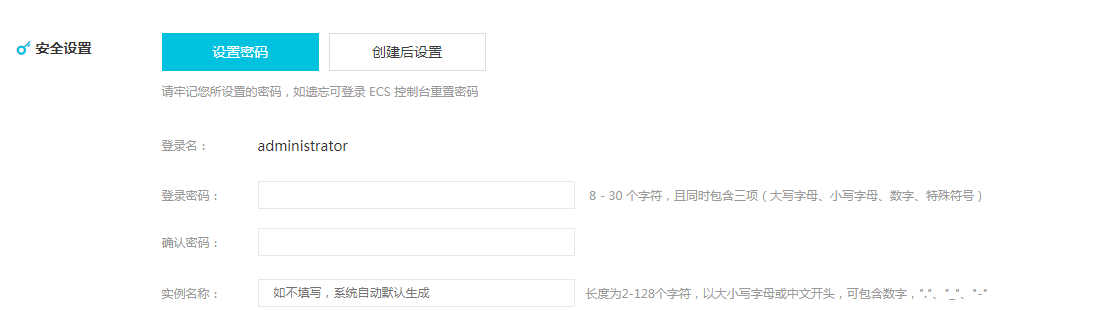 安全设置
设置密码 创建后设置
请牢记您所设置的密码，如遗忘可登录 ECS 控制台重置密码
登录名： administrator
登录密码： 8 - 30 个字符，且同时包含三项（大写字母、小写字母、数字、特殊符号）
确认密码：
实例名称： 如不填写，系统自动默认生成 长度为2-128个字符，以大小写字母或中文开头，可包含数字，"."、"_"、"-"